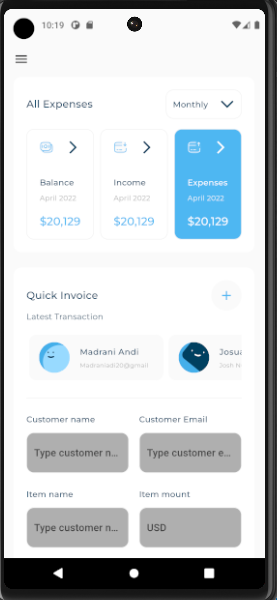 10:19
All Expenses
Monthly
Balance
April 2022
$20,129
Income
April 2022
$20,129
Expenses
April 2022
$20,129
Quick Invoice
Latest Transaction
Madrani Andi
Madraniadi20@gmail
Josu
Josh
Customer name
Customer Email
Type customer n...
Type customer e...
Item name
Item mount
Type customer n...
USD